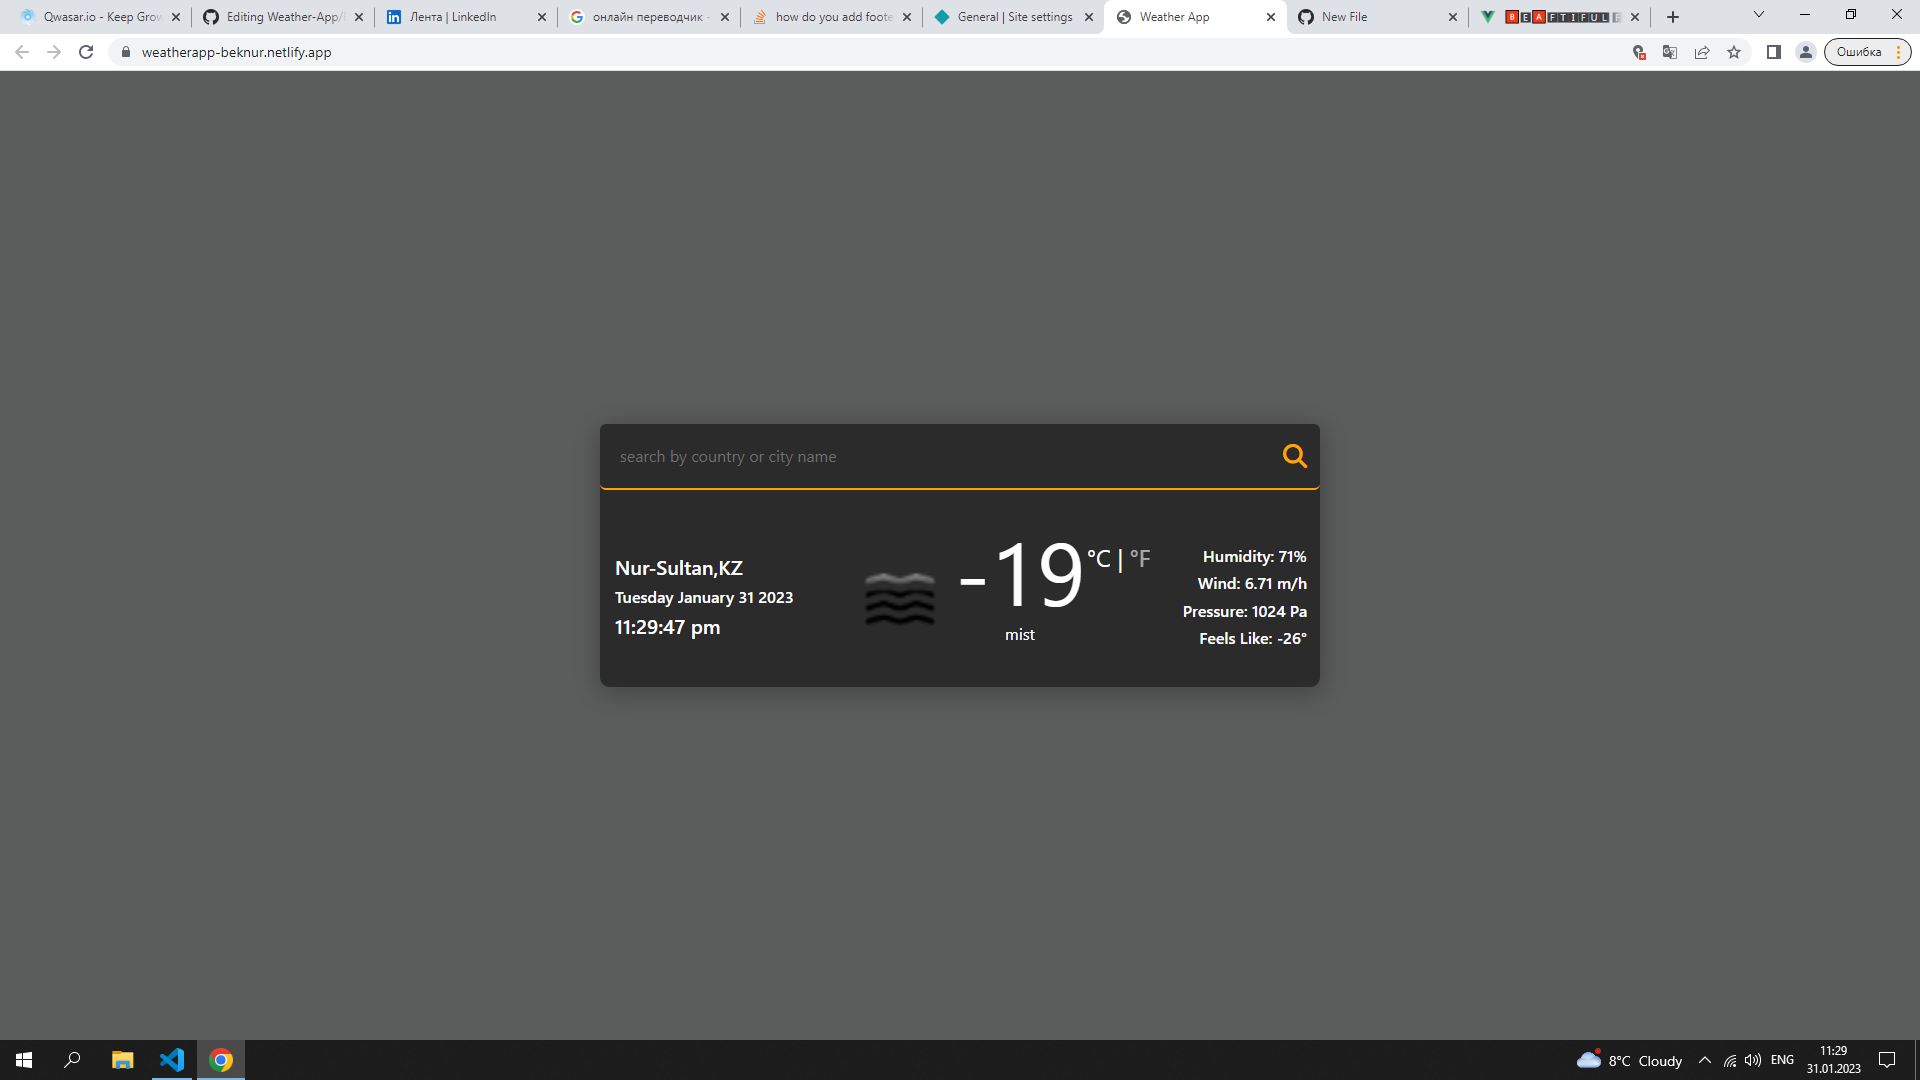 Qwasar.io - Keep Grow
Editing Weather-App/
Лента | LinkedIn
онлайн переводчик -
how do you add foote
General | Site settings
Weather App
New File
BEAFTIFUL
weatherapp-beknur.netlify.app
Ошибка
search by country or city name
Nur-Sultan,KZ
Tuesday January 31 2023
11:29:47 pm
-19 °C | °F
mist
Humidity: 71%
Wind: 6.71 m/h
Pressure: 1024 Pa
Feels Like: -26°
8°C Cloudy
ENG
11:29
31.01.2023